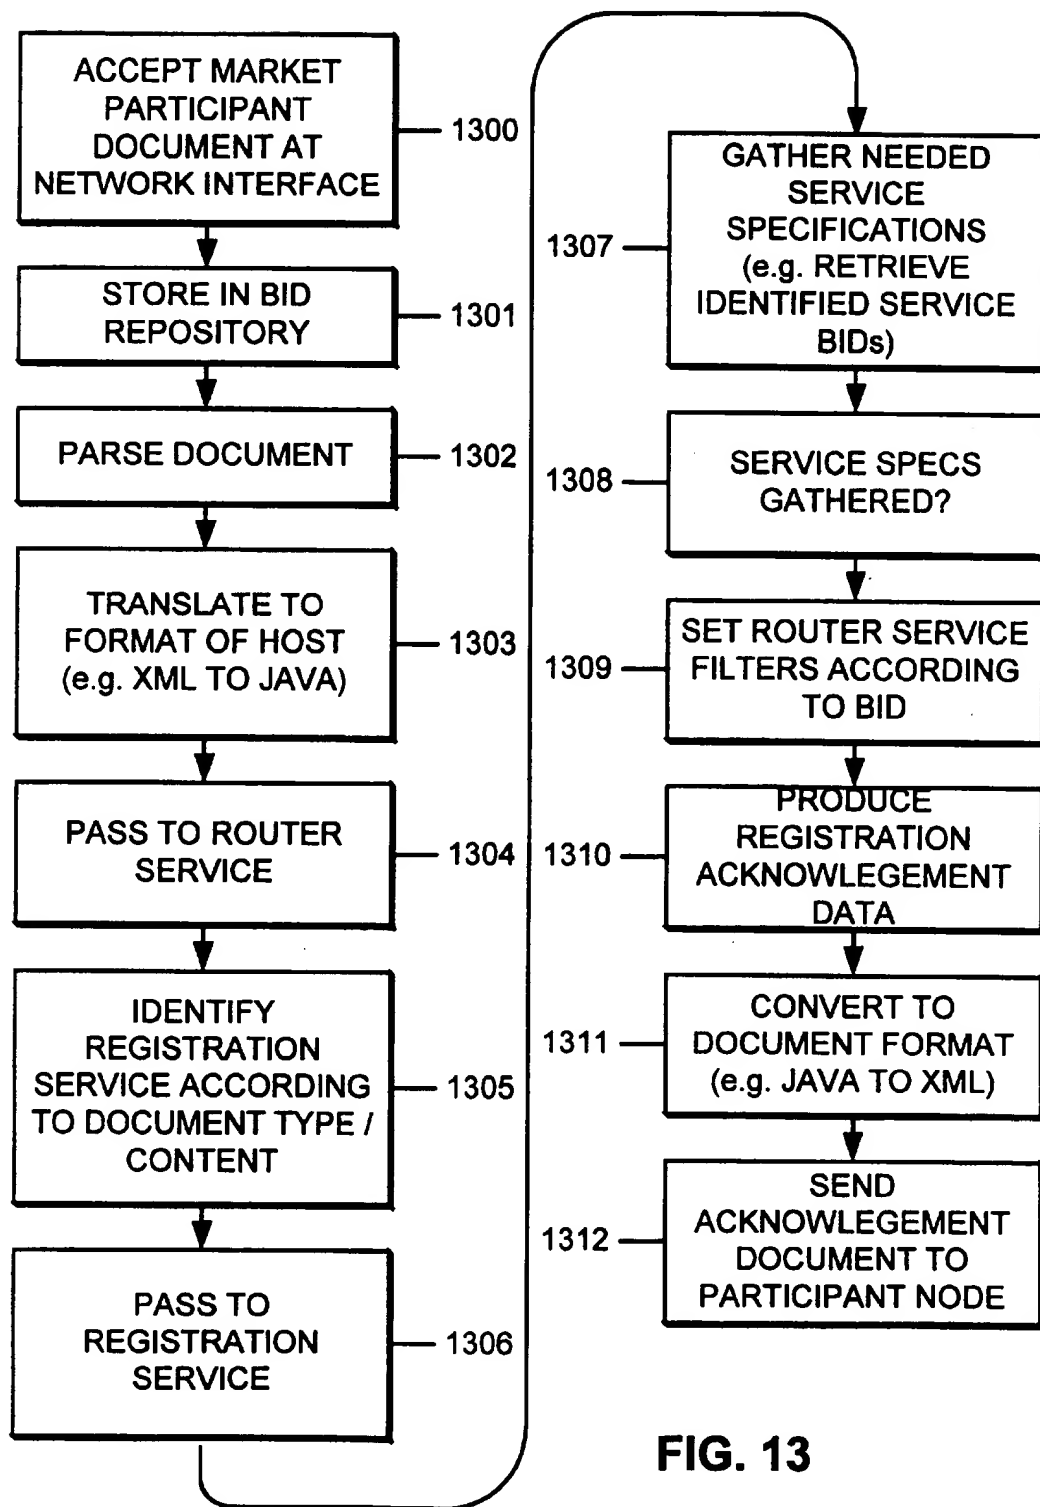 ACCEPT MARKET
PARTICIPANT
DOCUMENT AT
NETWORK INTERFACE
1300
STORE IN BID
REPOSITORY
1301
PARSE DOCUMENT
1302
TRANSLATE TO
FORMAT OF HOST
(e.g. XML TO JAVA)
1303
PASS TO ROUTER
SERVICE
1304
IDENTIFY
REGISTRATION
SERVICE ACCORDING
TO DOCUMENT TYPE /
CONTENT
1305
PASS TO
REGISTRATION
SERVICE
1306
GATHER NEEDED
SERVICE
SPECIFICATIONS
(e.g. RETRIEVE
IDENTIFIED SERVICE
BIDs)
1307
SERVICE SPECS
GATHERED?
1308
SET ROUTER SERVICE
FILTERS ACCORDING
TO BID
1309
PRODUCE
REGISTRATION
ACKNOWLEGEMENT
DATA
1310
CONVERT TO
DOCUMENT FORMAT
(e.g. JAVA TO XML)
1311
SEND
ACKNOWLEGEMENT
DOCUMENT TO
PARTICIPANT NODE
1312
FIG. 13